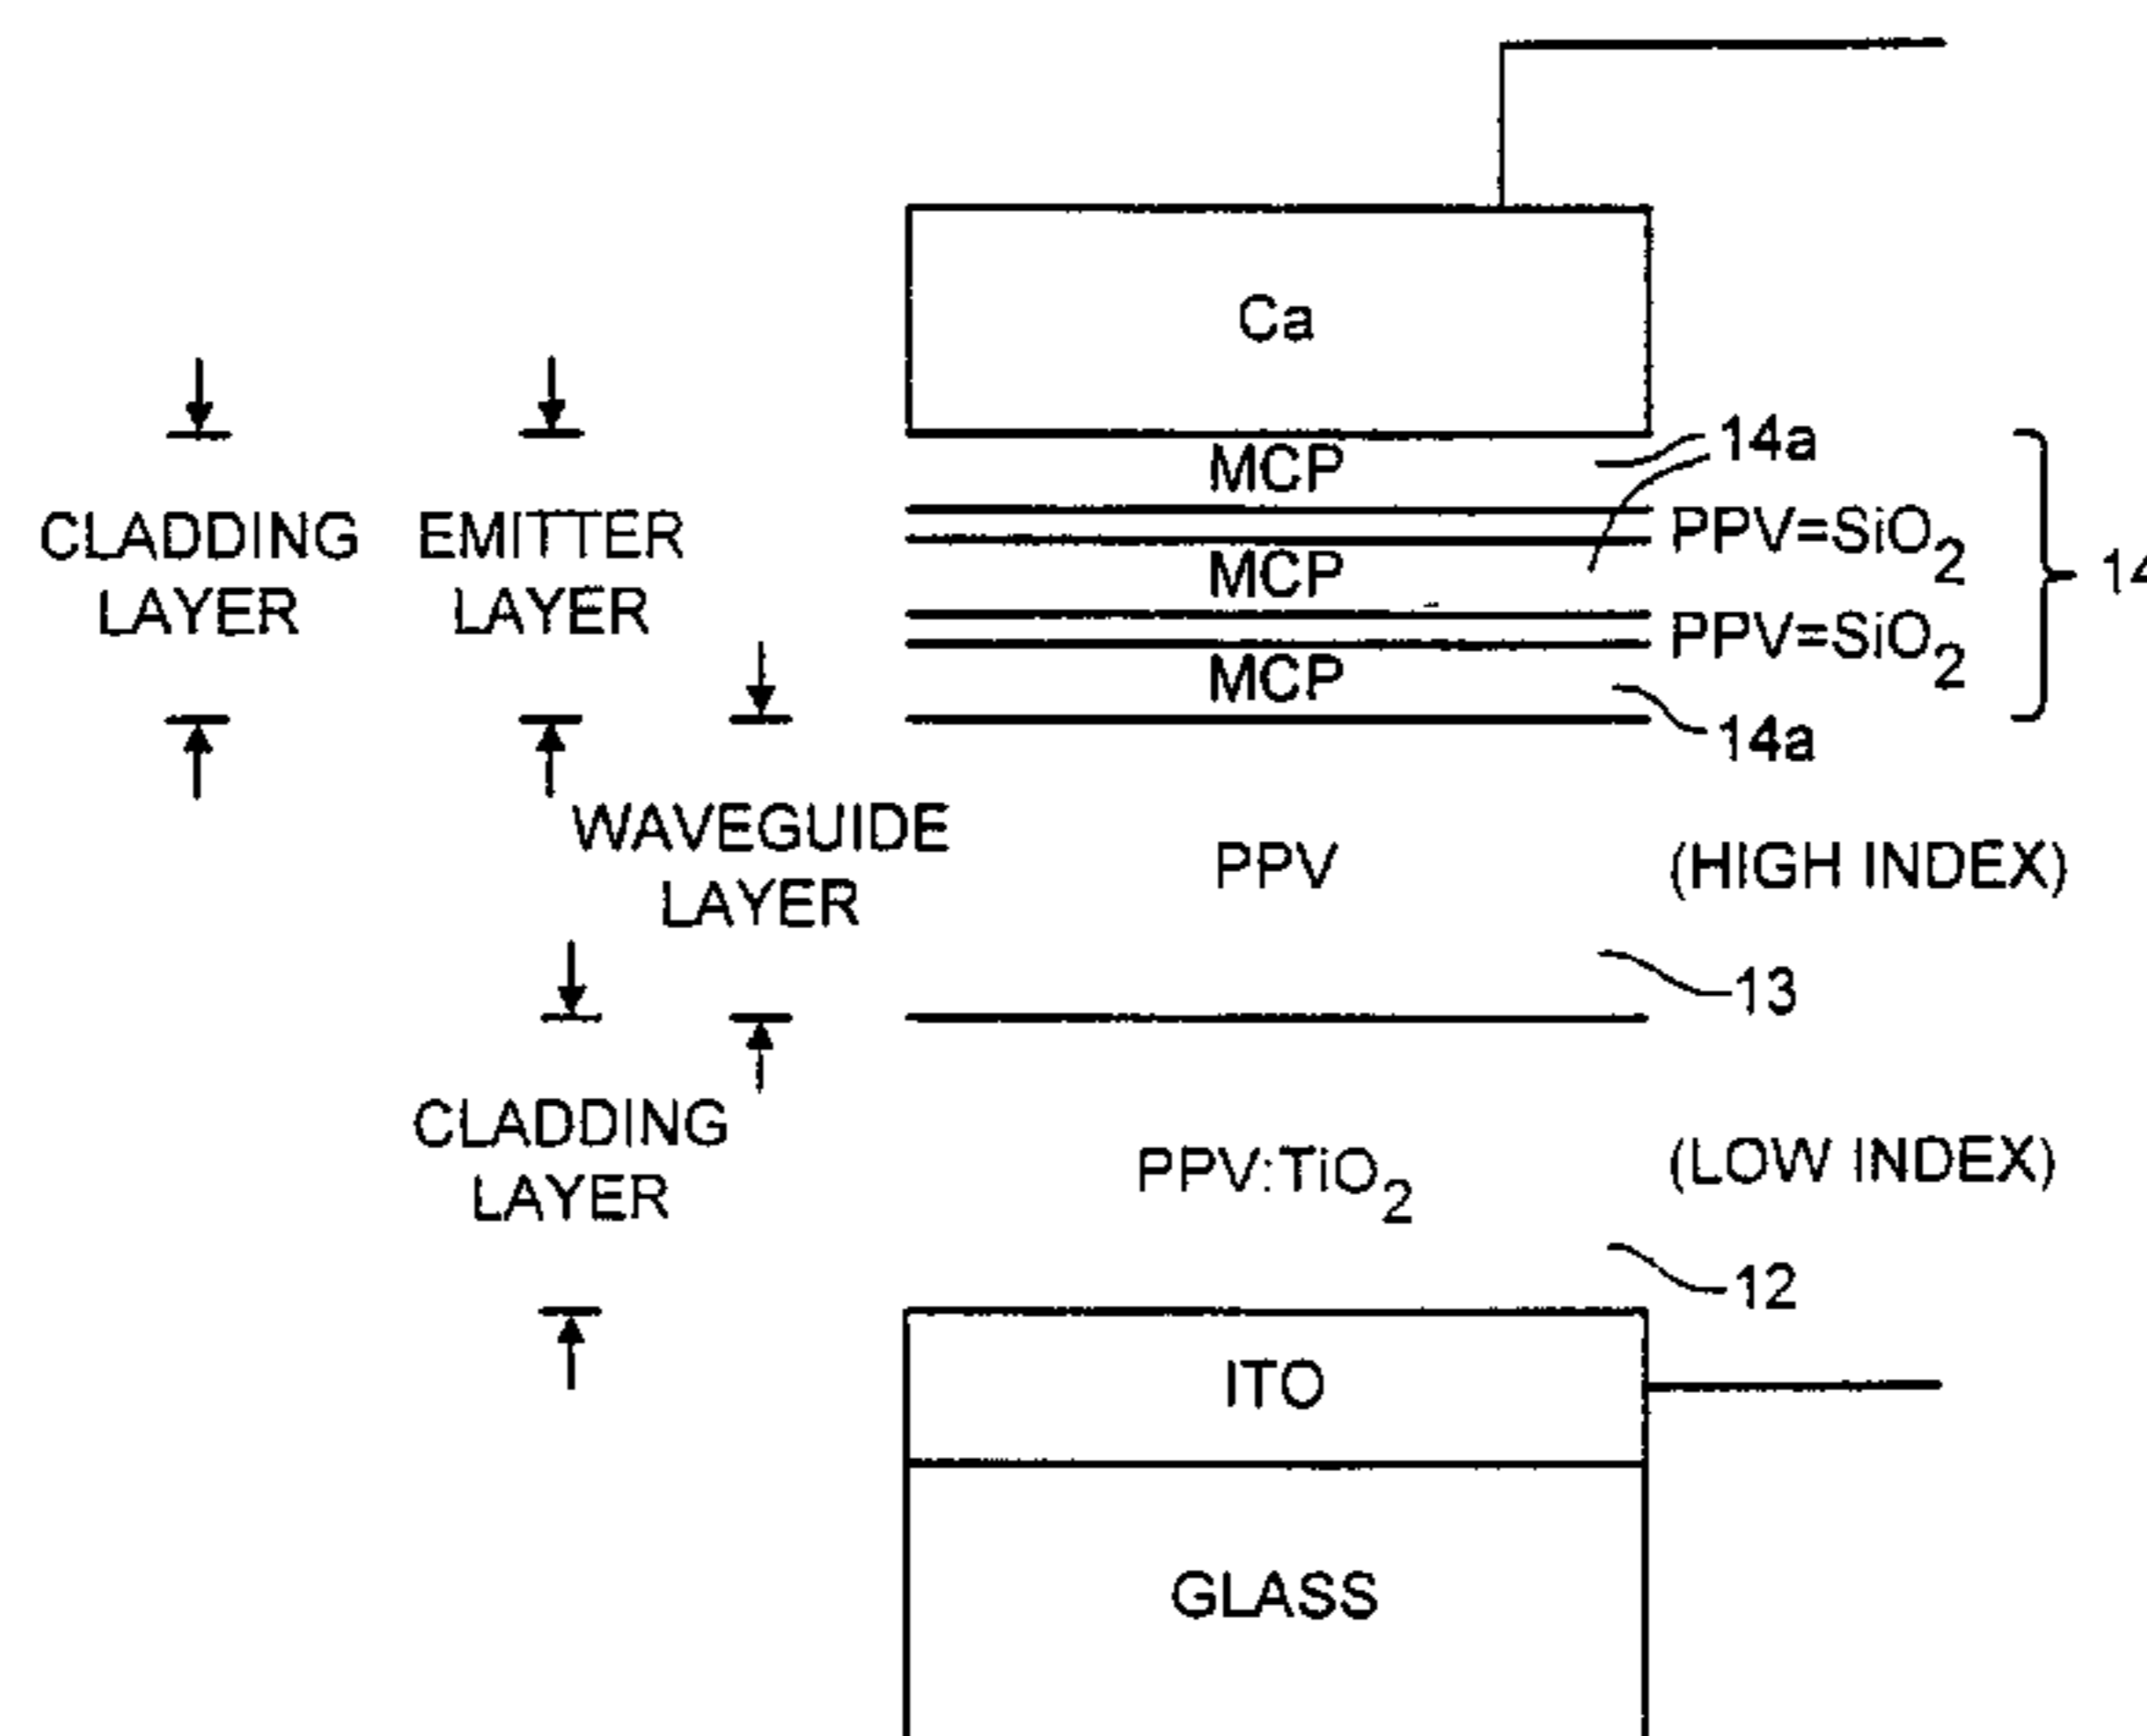 Ca
MCP
14a
CLADDING
LAYER
EMITTER
LAYER
PPV=SiO2
MCP
PPV=SiO2
14
MCP
14a
WAVEGUIDE
LAYER
PPV
(HIGH INDEX)
13
CLADDING
LAYER
PPV:TiO2
(LOW INDEX)
12
ITO
GLASS